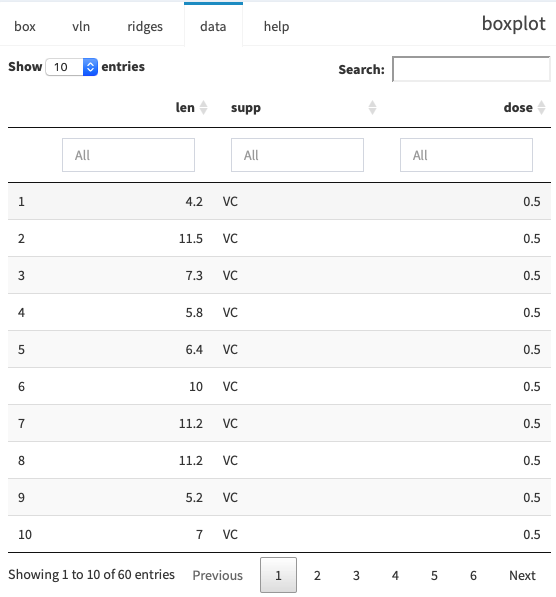 box vln ridges data help boxplot
Show 10 entries Search:
len supp dose
All All All
1 4.2 VC 0.5
2 11.5 VC 0.5
3 7.3 VC 0.5
4 5.8 VC 0.5
5 6.4 VC 0.5
6 10 VC 0.5
7 11.2 VC 0.5
8 11.2 VC 0.5
9 5.2 VC 0.5
10 7 VC 0.5
Showing 1 to 10 of 60 entries Previous 1 2 3 4 5 6 Next